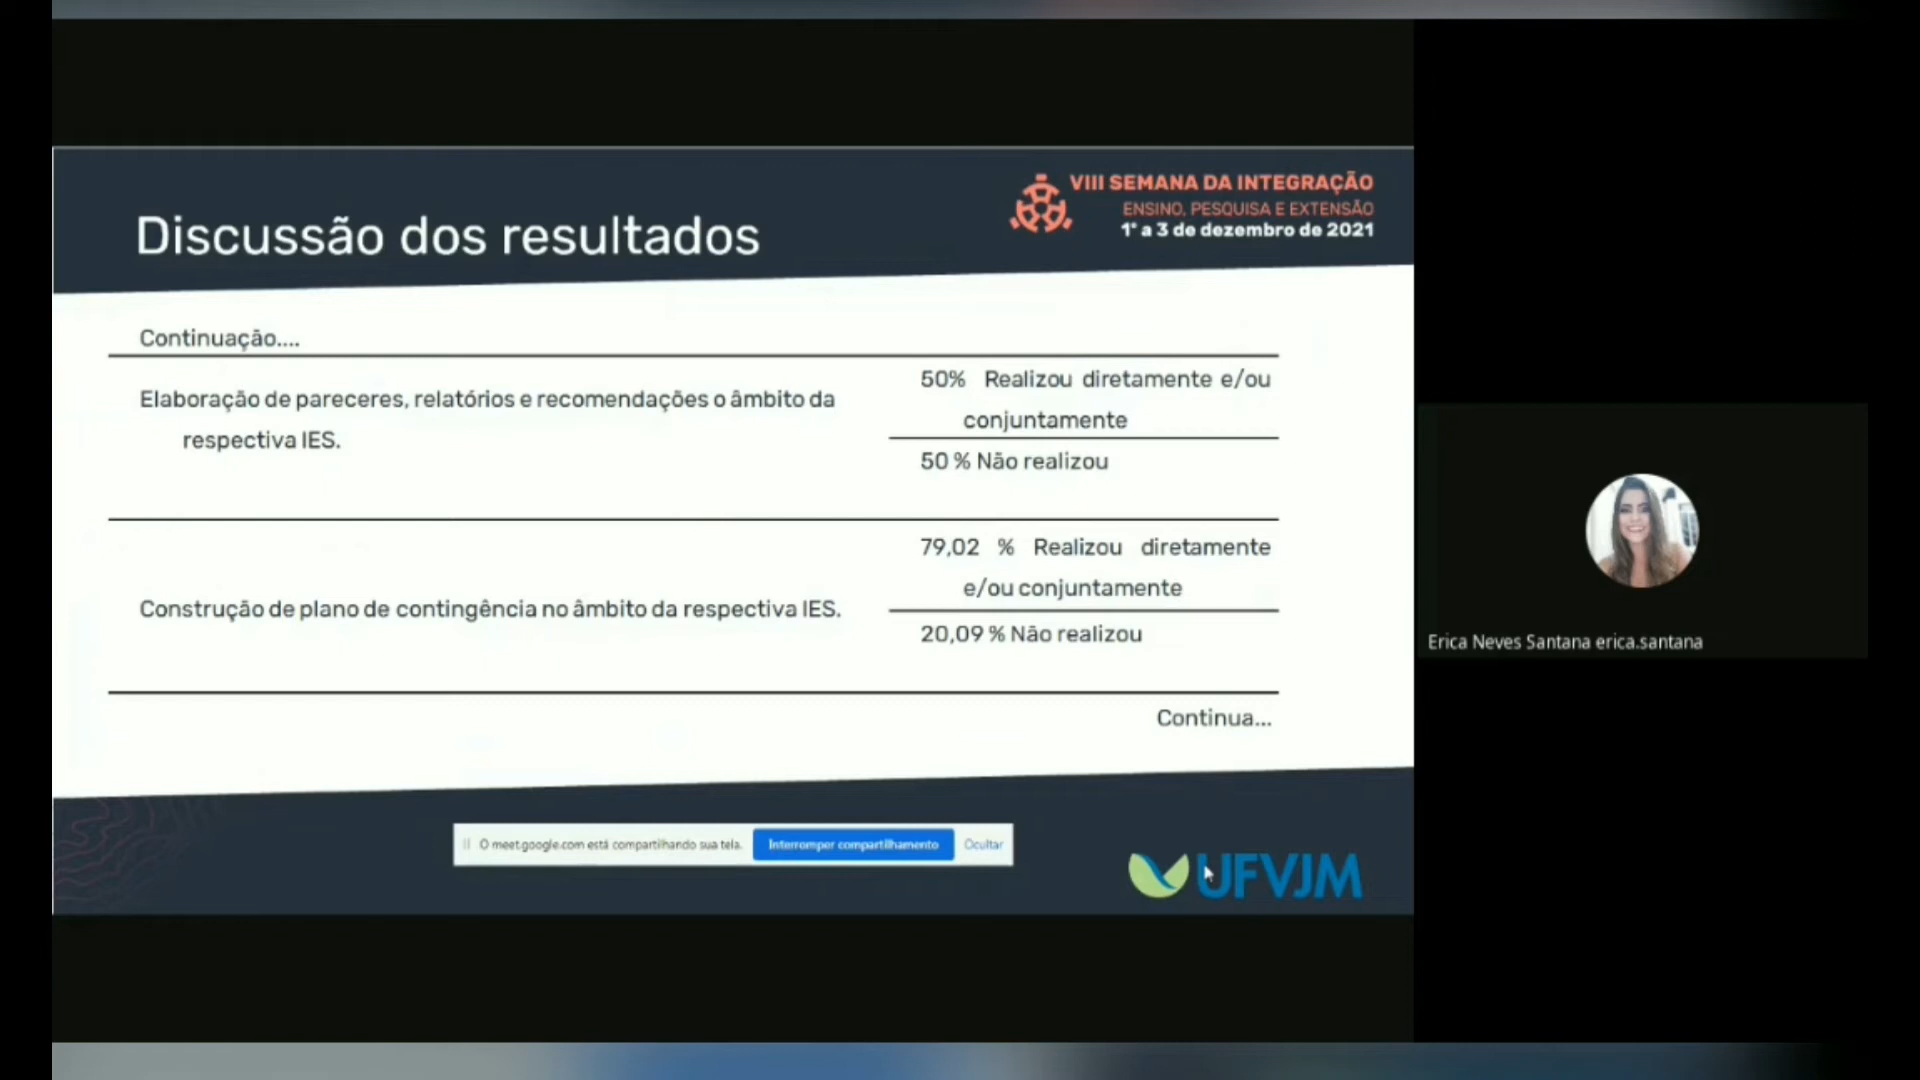 VIII SEMANA DA INTEGRAÇÃO
ENSINO, PESQUISA E EXTENSÃO
1° a 3 de dezembro de 2021
Discussão dos resultados
Continuação....
Elaboração de pareceres, relatórios e recomendações o âmbito da
respectiva IES.
50% Realizou diretamente e/ou
conjuntamente
50 % Não realizou
Construção de plano de contingência no âmbito da respectiva IES.
79,02 % Realizou diretamente
e/ou conjuntamente
20,09 % Não realizou
Continua...
O meet.google.com está compartilhando sua tela.
Interromper compartilhamento
Ocultar
UFVJM
Erica Neves Santana erica.santana